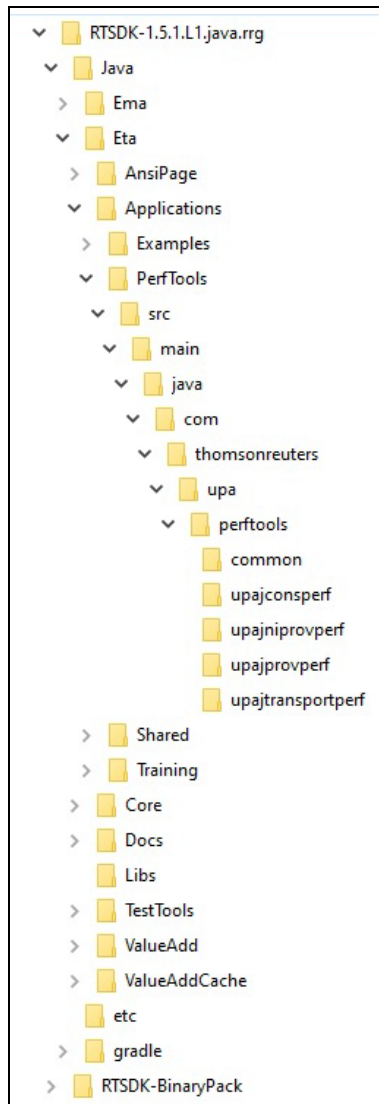 RTSDK-1.5.1.L1.java.rrg
Java
Ema
Eta
AnsiPage
Applications
Examples
PerfTools
src
main
java
com
thomsonreuters
upa
perftools
common
upajconsperf
upajniprovperf
upajprovperf
upajtransportperf
Shared
Training
Core
Docs
Libs
TestTools
ValueAdd
ValueAddCache
etc
gradle
RTSDK-BinaryPack